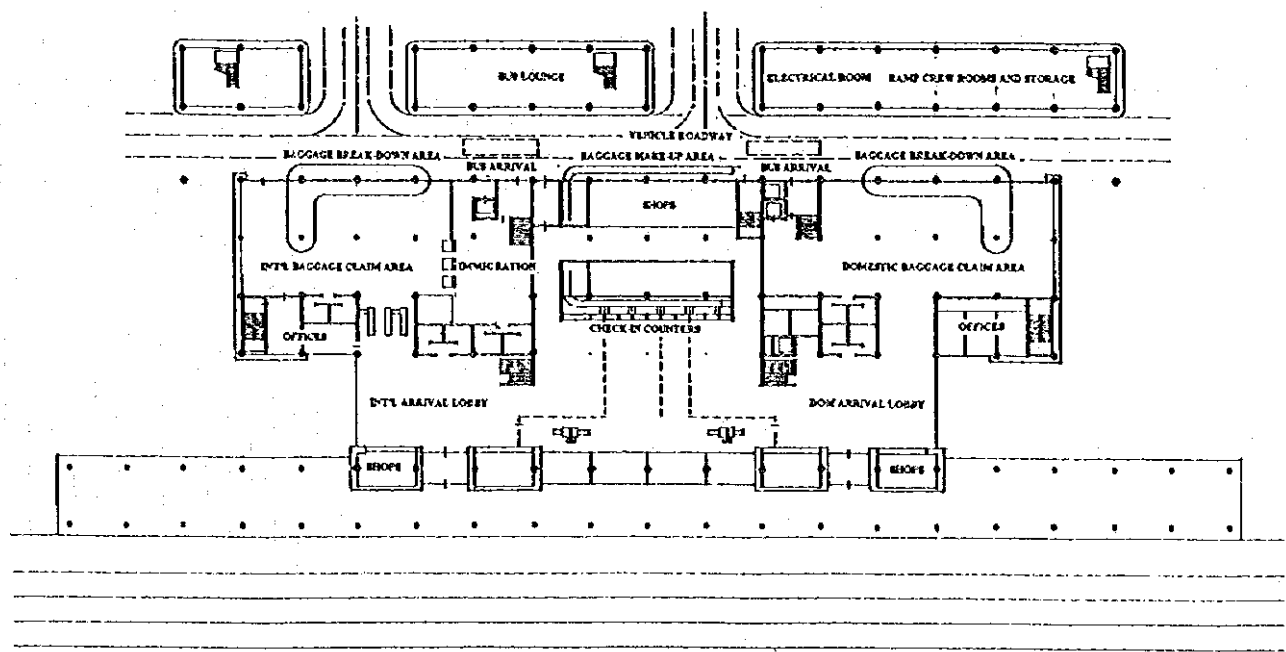 BUS LOUNGE
ELECTRICAL ROOM
RAMP CREW ROOMS AND STORAGE
VEHICLE ROADWAY
BAGGAGE BREAK-DOWN AREA
BAGGAGE MAKE-UP AREA
BAGGAGE BREAK-DOWN AREA
BUS ARRIVAL
BUS ARRIVAL
SHOPS
INT'L BAGGAGE CLAIM AREA
IMMIGRATION
DOMESTIC BAGGAGE CLAIM AREA
CHECK-IN COUNTERS
OFFICES
OFFICES
INT'L ARRIVAL LOBBY
DOM ARRIVAL LOBBY
SHOPS
SHOPS